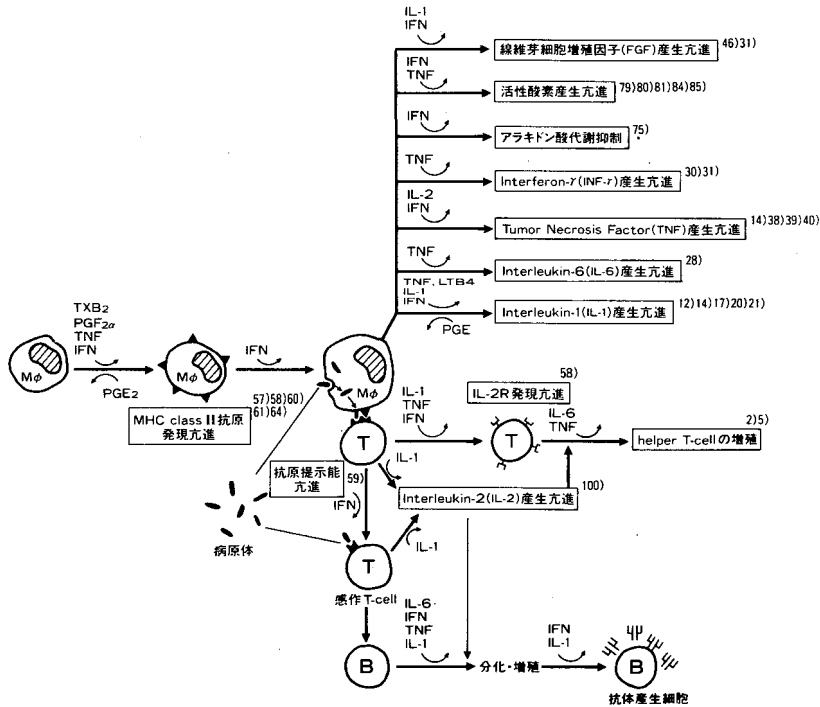 IL-1
IFN
線維芽細胞増殖因子(FGF)産生亢進 46)31)
IFN
TNF
活性酸素産生亢進 79)80)81)84)85)
IFN
アラキドン酸代謝抑制 75)
TNF
Interferon-γ(INF-γ)産生亢進 30)31)
IL-2
IFN
Tumor Necrosis Factor(TNF)産生亢進 14)38)39)40)
TNF
Interleukin-6(IL-6)産生亢進 28)
TNF, LTB4
IL-1
IFN
Interleukin-1(IL-1)産生亢進 12)14)17)20)21)
PGE
TXB2
PGF2α
TNF
IFN
Mφ
PGE2
Mφ
IFN
Mφ
57)58)60)
61)64)
MHC class II抗原
発現亢進
IL-1
TNF
IFN
T
IL-2R発現亢進 58)
T
IL-6
TNF
helper T-cellの増殖 2)5)
IL-1
抗原提示能
亢進 59)
IFN
Interleukin-2(IL-2)産生亢進 100)
病原体
IL-1
T
感作T-cell
IL-6
IFN
TNF
IL-1
B
分化・増殖
IFN
IL-1
B
抗体産生細胞